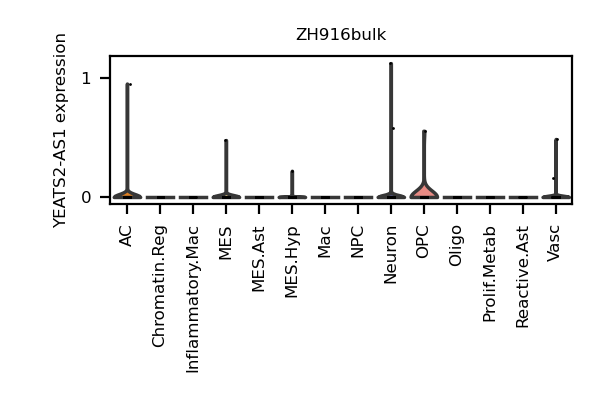 ZH916bulk
YEATS2-AS1 expression
1
0
AC
Chromatin.Reg
Inflammatory.Mac
MES
MES.Ast
MES.Hyp
Mac
NPC
Neuron
OPC
Oligo
Prolif.Metab
Reactive.Ast
Vasc